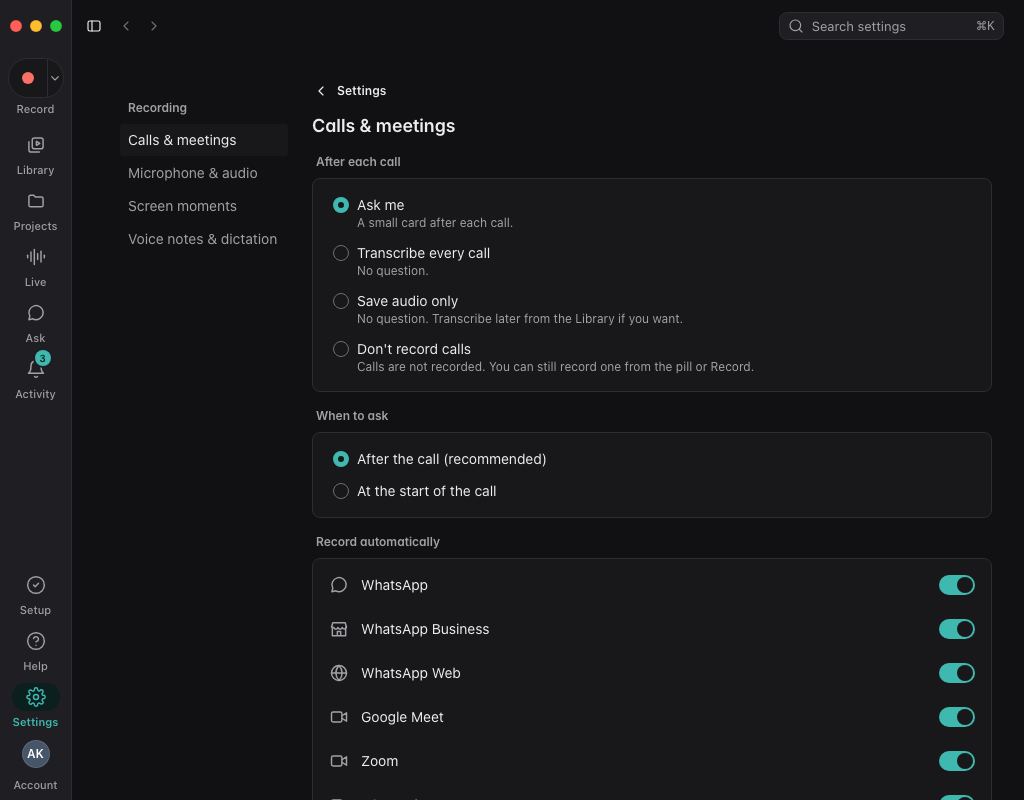 Search settings
⌘K
Record
Library
Projects
Live
Ask
3
Activity
Setup
Help
Settings
AK
Account
Recording
Calls & meetings
Microphone & audio
Screen moments
Voice notes & dictation
Settings
Calls & meetings
After each call
Ask me
A small card after each call.
Transcribe every call
No question.
Save audio only
No question. Transcribe later from the Library if you want.
Don't record calls
Calls are not recorded. You can still record one from the pill or Record.
When to ask
After the call (recommended)
At the start of the call
Record automatically
WhatsApp
WhatsApp Business
WhatsApp Web
Google Meet
Zoom